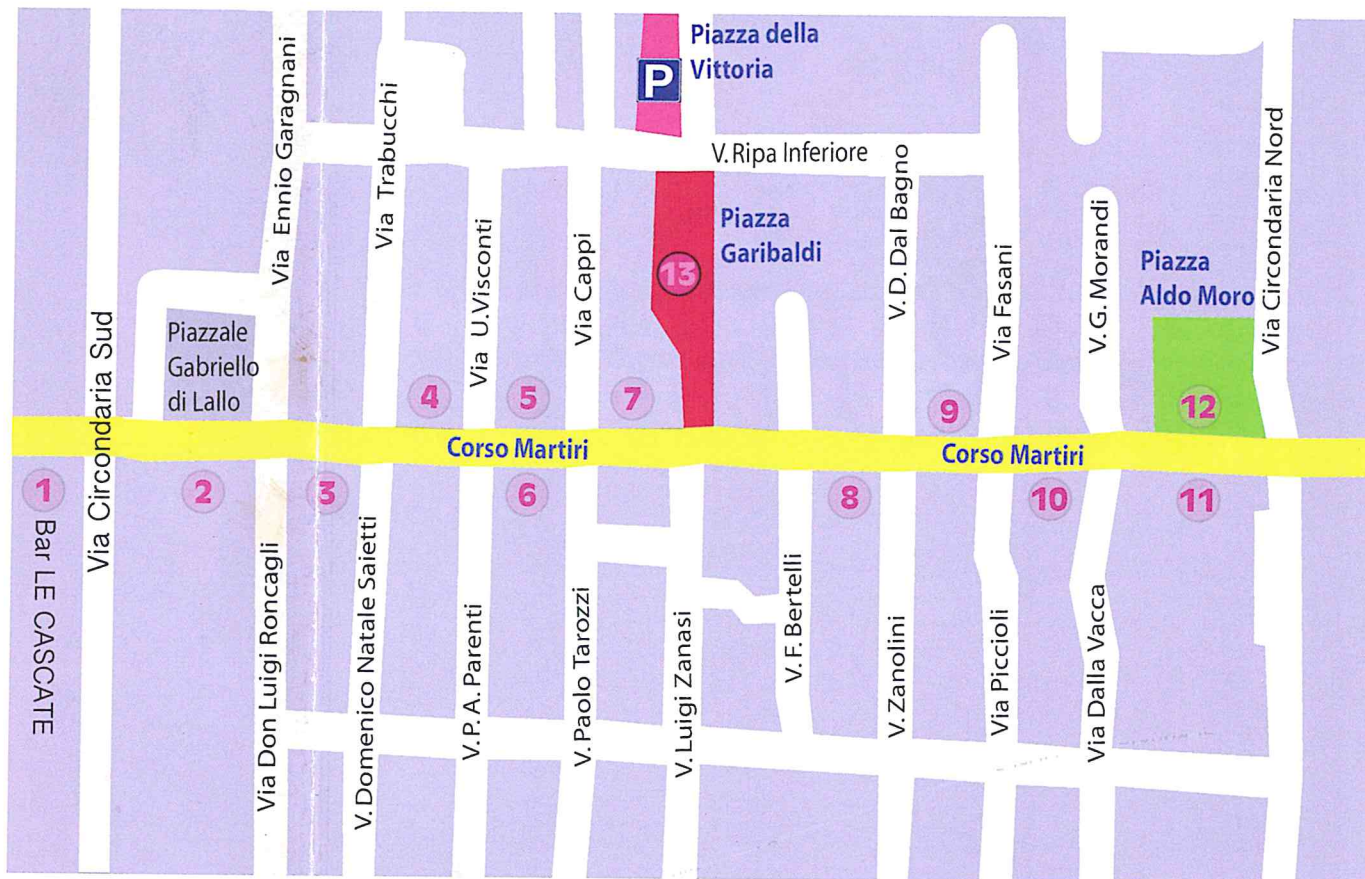 Piazza della
Vittoria
P
Via Ennio Garagnani
Via Trabucchi
V. Ripa Inferiore
V. D. Dal Bagno
Via Circondaria Nord
Via U.Visconti
Via Cappi
Piazza
Garibaldi
13
Via Fasani
V. G. Morandi
Piazza
Aldo Moro
Via Circondaria Sud
Piazzale
Gabriello
di Lallo
4
5
7
9
12
Corso Martiri
Corso Martiri
1
2
3
6
8
10
11
Bar LE CASCATE
Via Don Luigi Roncagli
V. Domenico Natale Saietti
V. P. A. Parenti
V. Paolo Tarozzi
V. Luigi Zanasi
V. F. Bertelli
V. Zanolini
Via Piccioli
Via Dalla Vacca